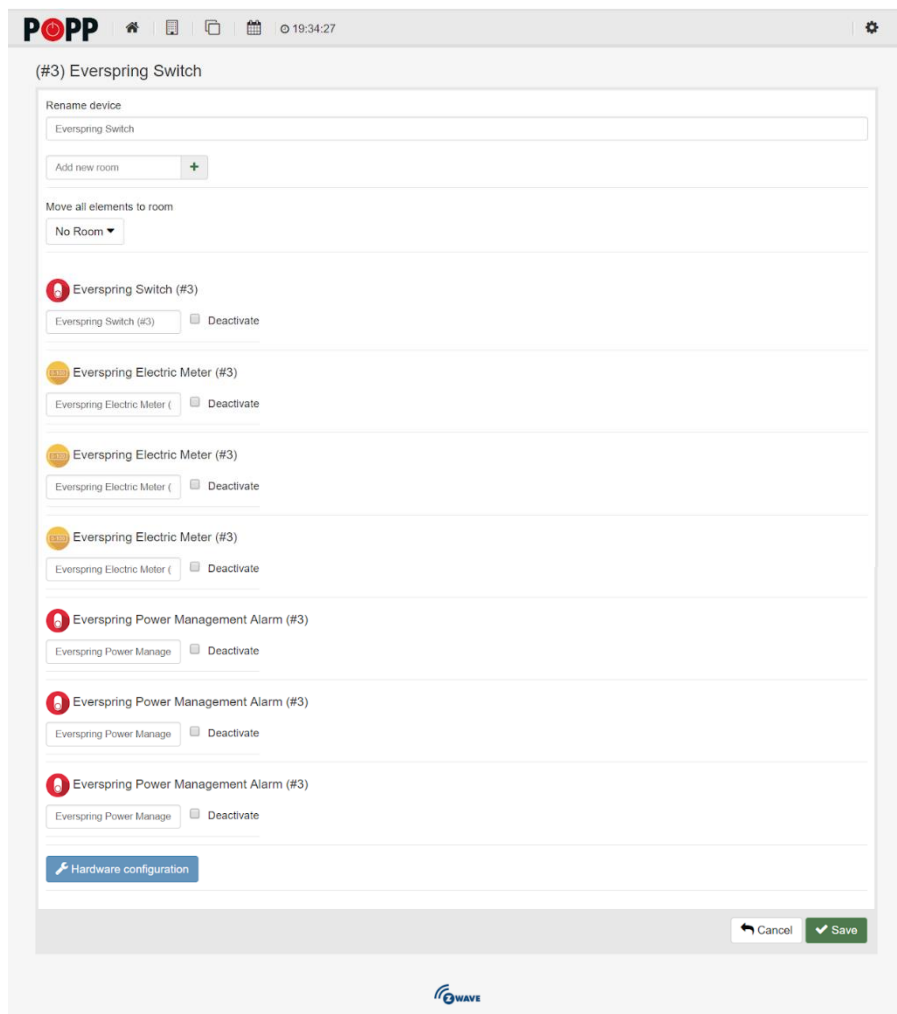 POPP 19:34:27
(#3) Everspring Switch
Rename device
Everspring Switch
Add new room
Move all elements to room
No Room
Everspring Switch (#3)
Everspring Switch (#3) Deactivate
Everspring Electric Meter (#3)
Everspring Electric Meter ( Deactivate
Everspring Electric Meter (#3)
Everspring Electric Meter ( Deactivate
Everspring Electric Meter (#3)
Everspring Electric Meter ( Deactivate
Everspring Power Management Alarm (#3)
Everspring Power Manage Deactivate
Everspring Power Management Alarm (#3)
Everspring Power Manage Deactivate
Everspring Power Management Alarm (#3)
Everspring Power Manage Deactivate
Hardware configuration
Cancel Save
Z WAVE